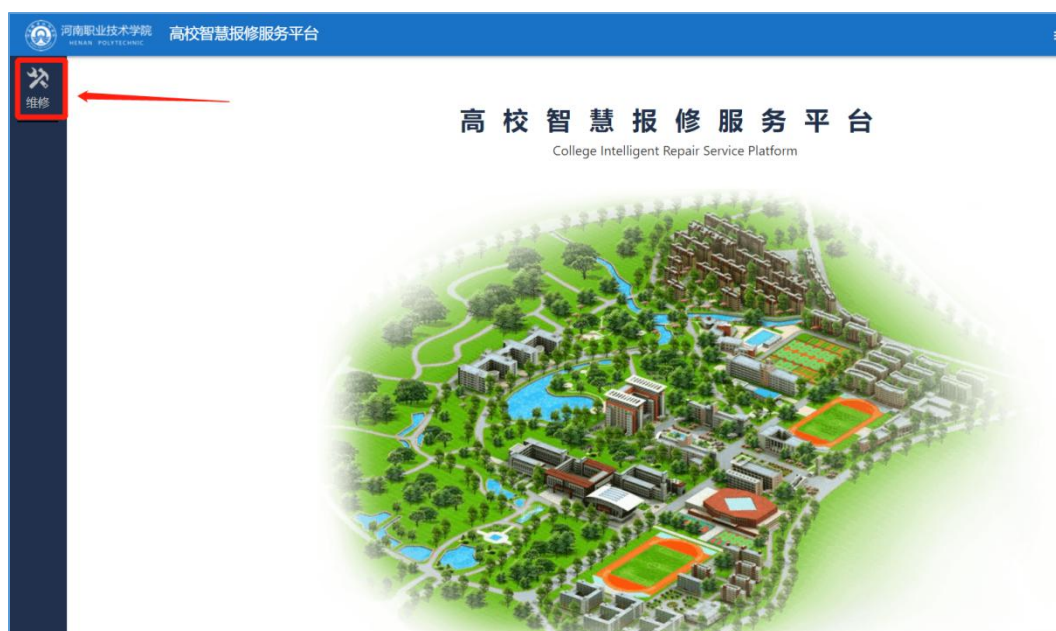 河南职业技术学院
HENAN POLYTECHNIC
高校智慧报修服务平台
维修
高校智慧报修服务平台
College Intelligent Repair Service Platform